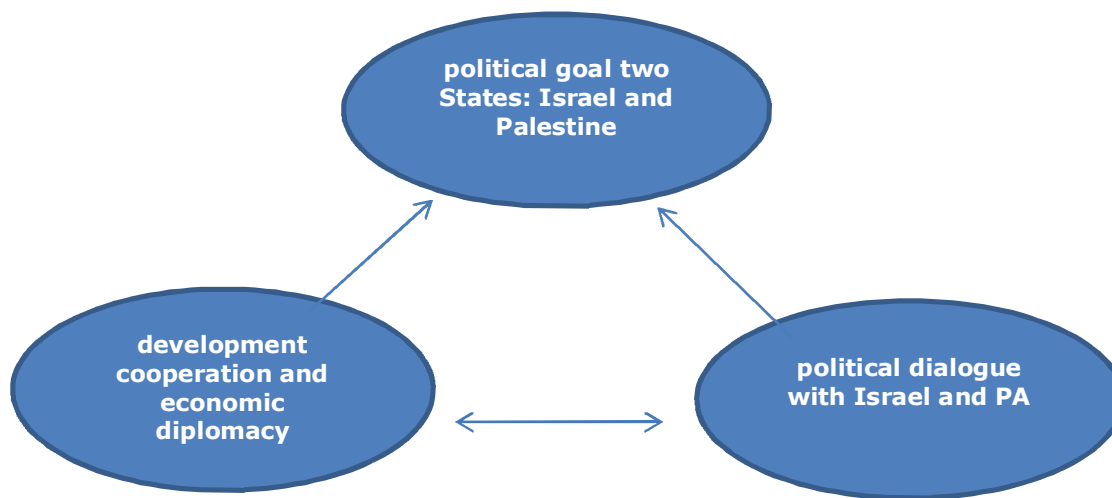 political goal two
States: Israel and
Palestine
development
cooperation and
economic
diplomacy
political dialogue
with Israel and PA